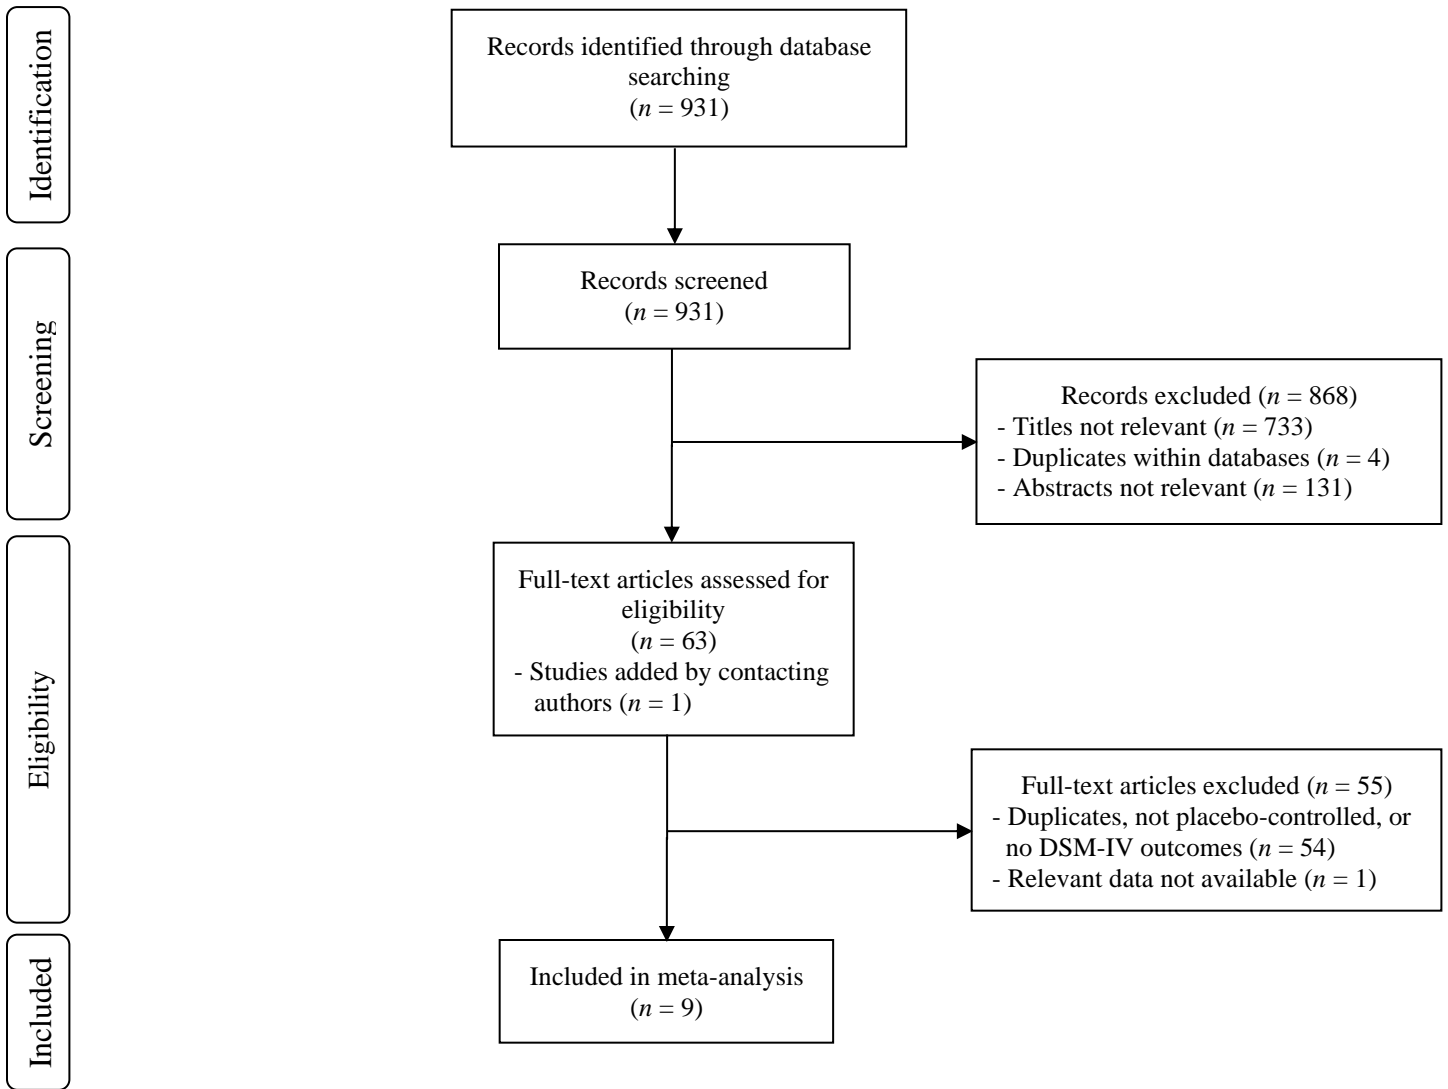 Identification
Records identified through database
searching
(n = 931)
Screening
Records screened
(n = 931)
Records excluded (n = 868)
- Titles not relevant (n = 733)
- Duplicates within databases (n = 4)
- Abstracts not relevant (n = 131)
Eligibility
Full-text articles assessed for
eligibility
(n = 63)
- Studies added by contacting
authors (n = 1)
Full-text articles excluded (n = 55)
- Duplicates, not placebo-controlled, or
no DSM-IV outcomes (n = 54)
- Relevant data not available (n = 1)
Included
Included in meta-analysis
(n = 9)